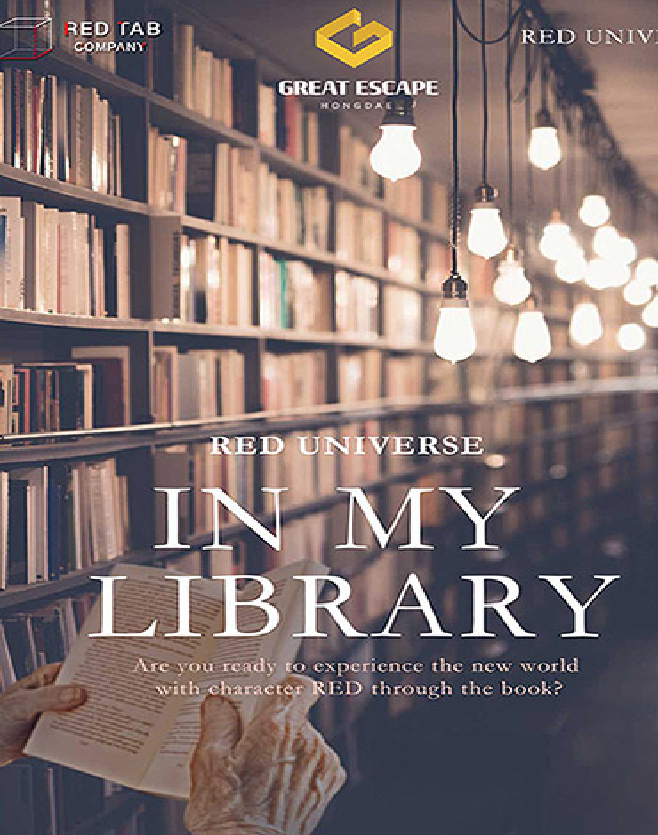 RED TAB
COMPANY
GREAT ESCAPE
HONGDAE
RED UNIV
RED UNIVERSE
IN MY
LIBRARY
Are you ready to experience the new world
with character RED through the book?